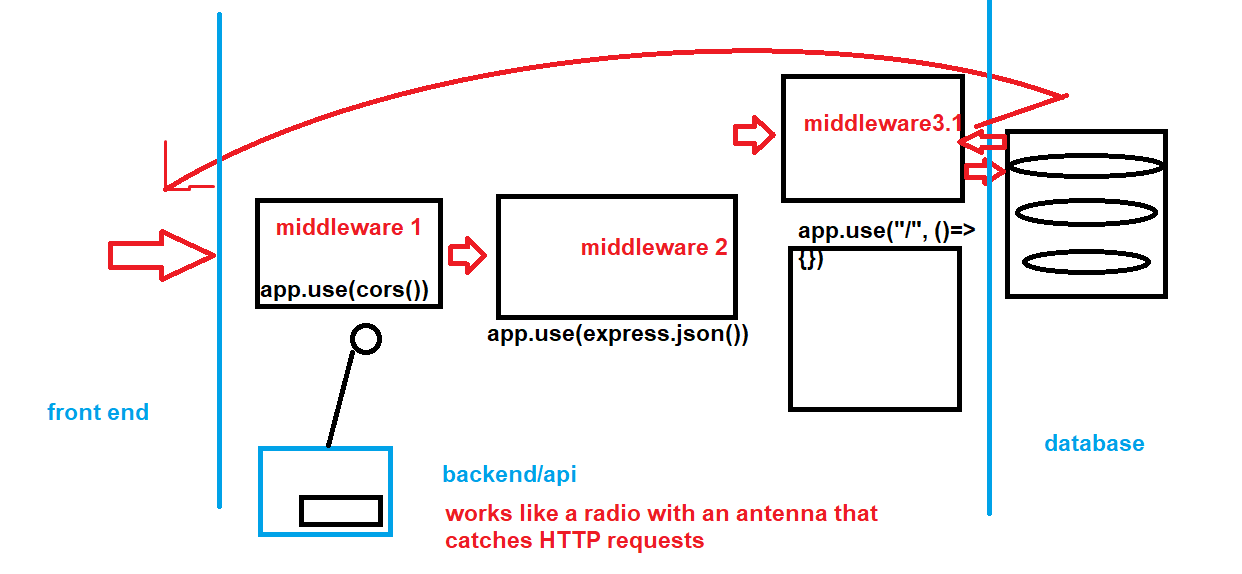 middleware3.1
middleware 1
middleware 2
app.use("/", ()=>
{})
app.use(cors())
app.use(express.json())
front end
database
backend/api
works like a radio with an antenna that
catches HTTP requests